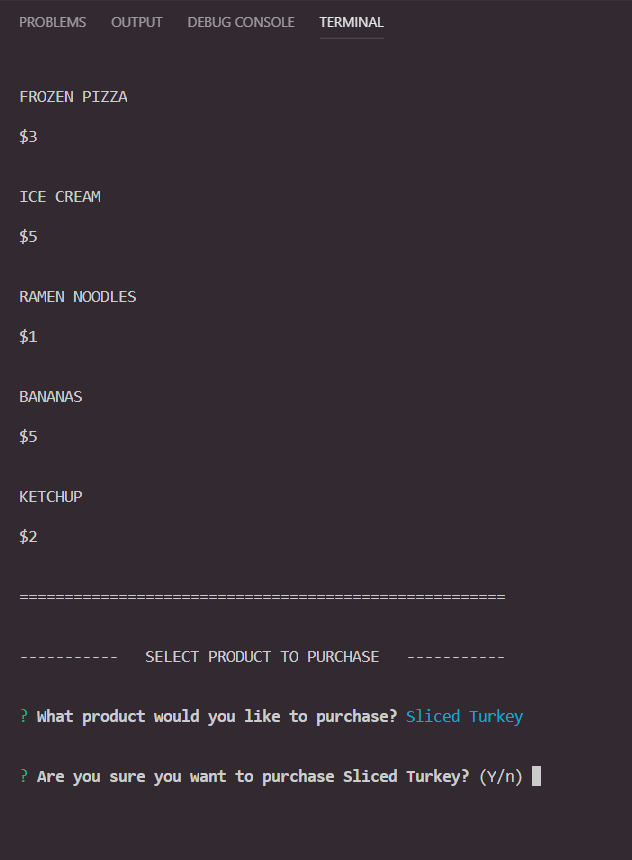 PROBLEMS OUTPUT DEBUG CONSOLE TERMINAL
FROZEN PIZZA
$3
ICE CREAM
$5
RAMEN NOODLES
$1
BANANAS
$5
KETCHUP
$2
======================================================
----------- SELECT PRODUCT TO PURCHASE -----------
? What product would you like to purchase? Sliced Turkey
? Are you sure you want to purchase Sliced Turkey? (Y/n)